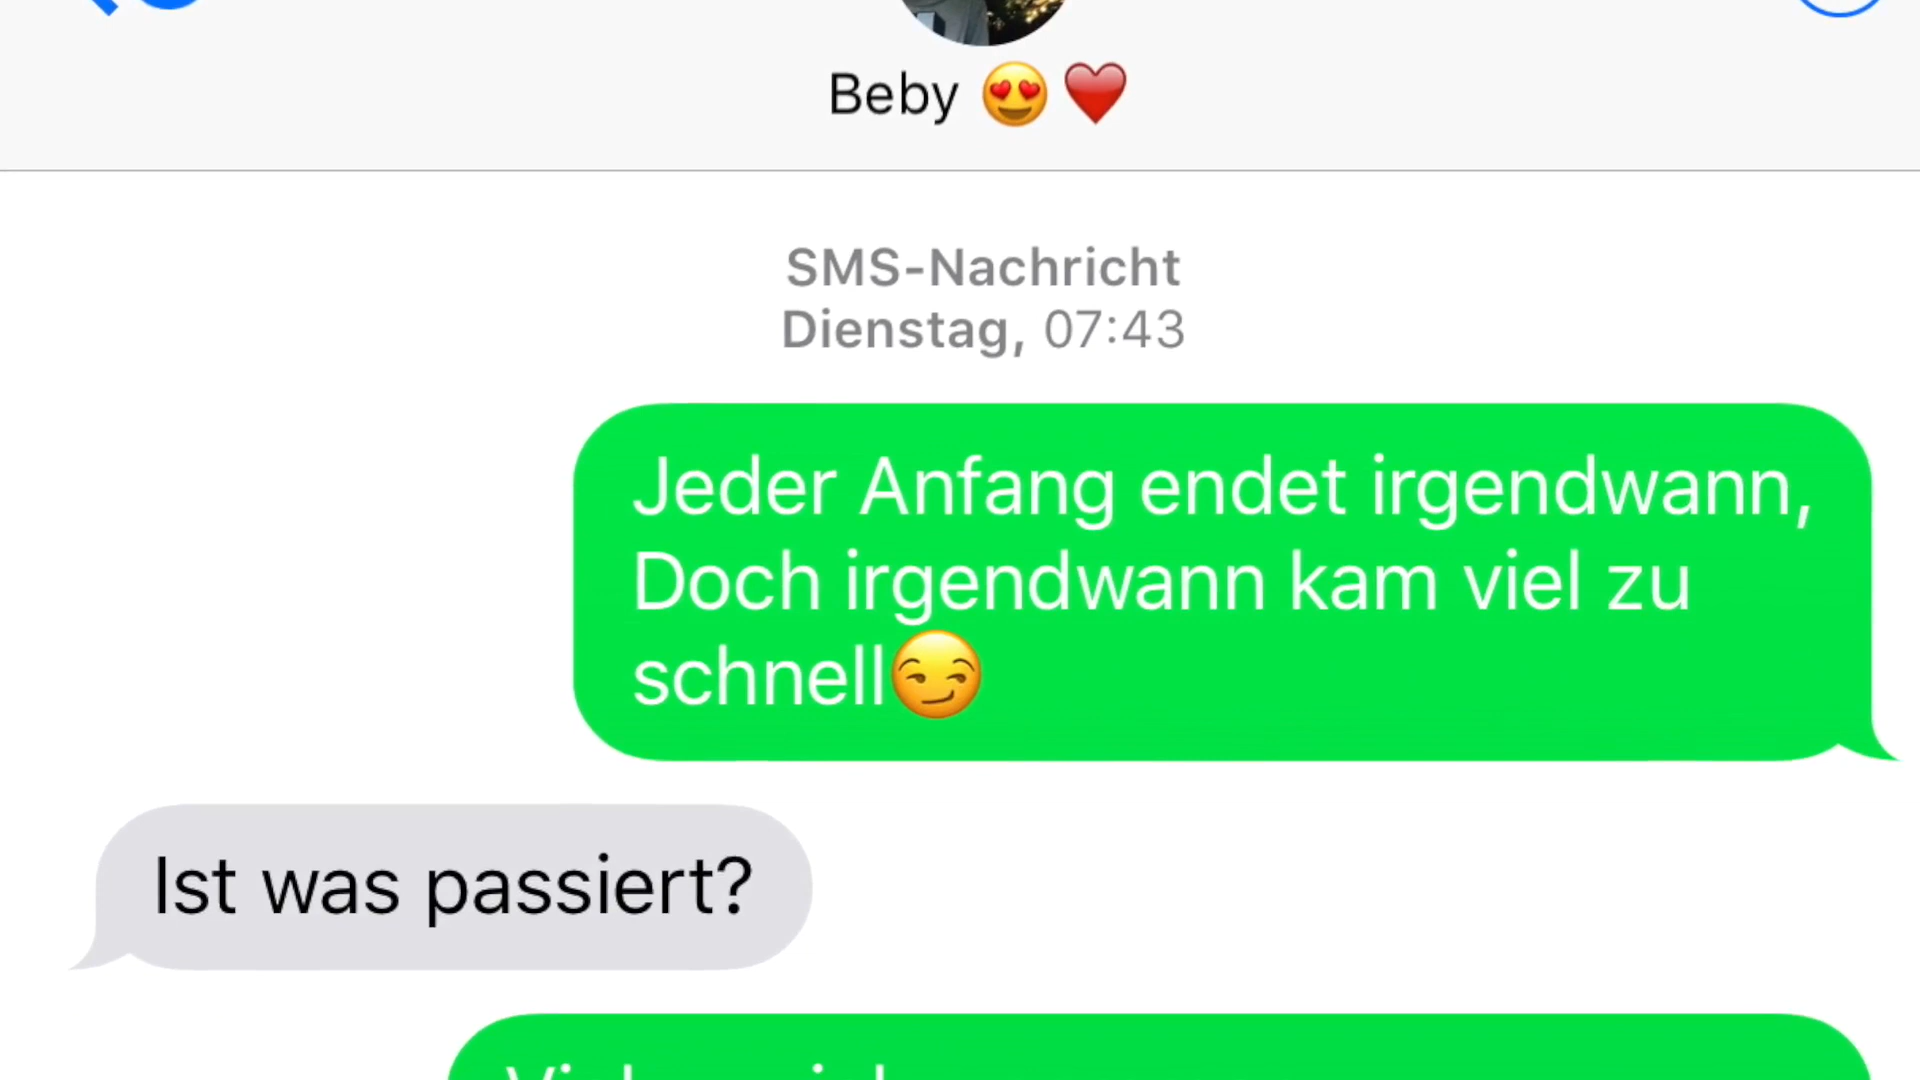 Beby 😍❤️
SMS-Nachricht
Dienstag, 07:43
Jeder Anfang endet irgendwann,
Doch irgendwann kam viel zu
schnell😏
Ist was passiert?